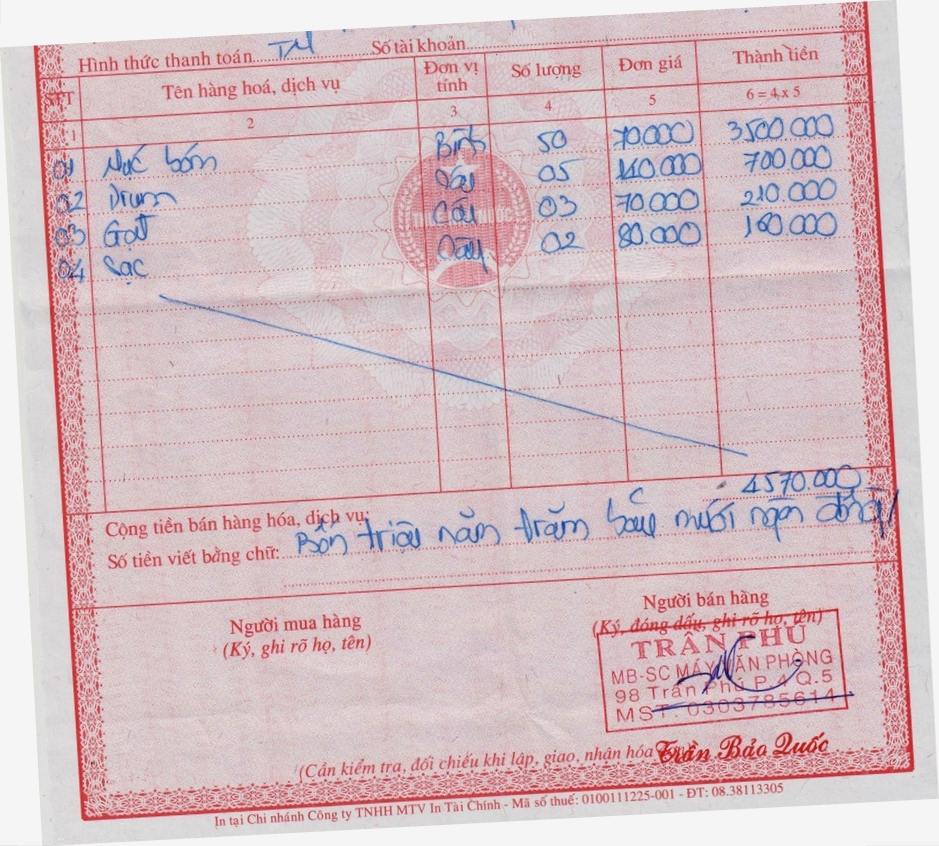 Hình thức thanh toán TM Số tài khoản
STT Tên hàng hoá, dịch vụ Đơn vị tính Số lượng Đơn giá Thành tiền
1 2 3 4 5 6 = 4 x 5
01 Mực bơm Bình 50 70.000 3500.000
02 Drum Cái 05 140.000 700.000
03 Gạt Cái 03 70.000 210.000
04 Sạc Cây 02 80.000 160.000
Cộng tiền bán hàng hóa, dịch vụ: 4570.000
Số tiền viết bằng chữ: Bốn triệu năm trăm bảy mươi ngàn đồng
Người mua hàng
(Ký, ghi rõ họ, tên)
Người bán hàng
(Ký, đóng dấu, ghi rõ họ, tên)
TRẦN PHÚ
MB-SC MÁY VĂN PHÒNG
98 Trần Phú P.4 Q.5
MST: 0303785614
(Cần kiểm tra, đối chiếu khi lập, giao, nhận hóa
Trần Bảo Quốc
In tại Chi nhánh Công ty TNHH MTV In Tài Chính - Mã số thuế: 0100111225-001 - ĐT: 08.38113305